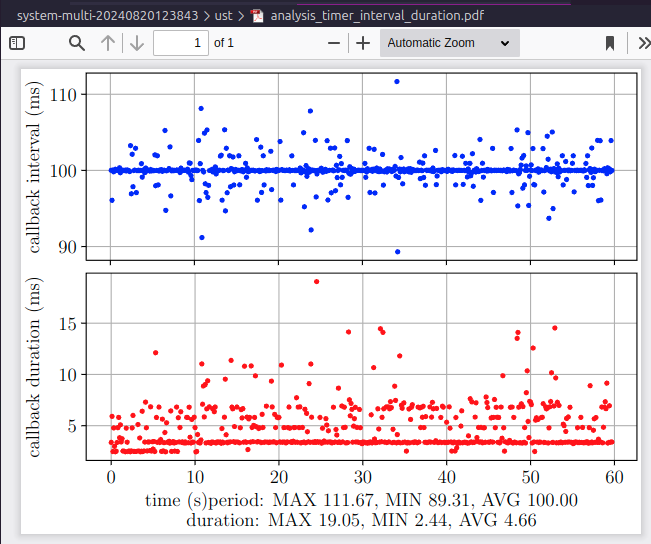 system-multi-20240820123843 > ust > analysis_timer_interval_duration.pdf
1 of 1 Automatic Zoom
callback interval (ms)
110
100
90
callback duration (ms)
15
10
5
0 10 20 30 40 50 60
time (s)period: MAX 111.67, MIN 89.31, AVG 100.00
duration: MAX 19.05, MIN 2.44, AVG 4.66